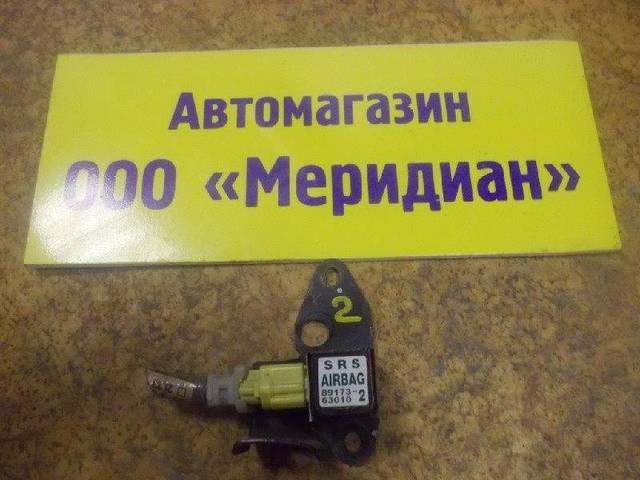 Автомагазин
ООО «Меридиан»
2
SRS
AIRBAG
89173-
63010 2